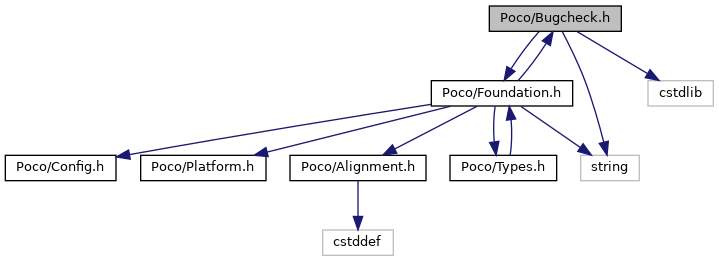 Poco/Bugcheck.h
Poco/Foundation.h
cstdlib
Poco/Config.h
Poco/Platform.h
Poco/Alignment.h
Poco/Types.h
string
cstddef